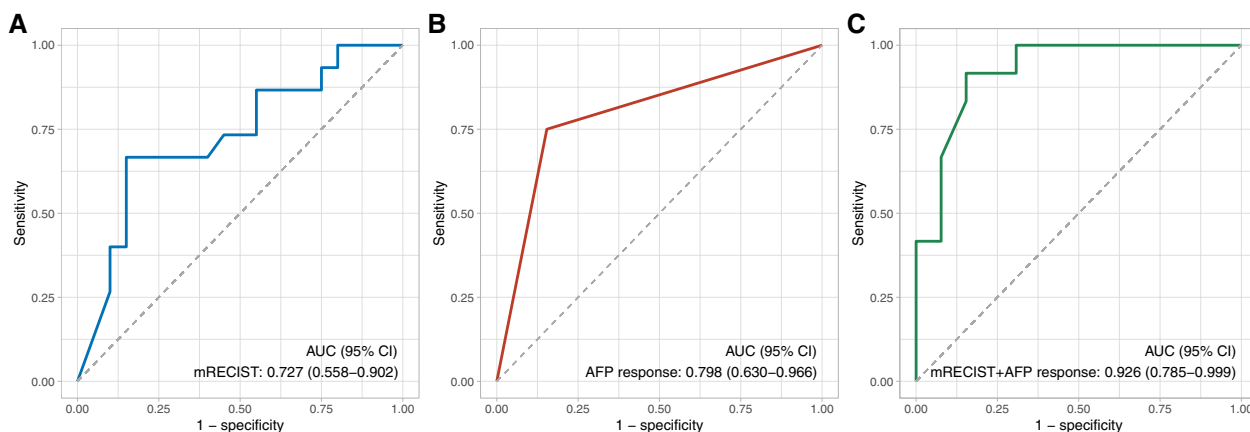 A
1.00
0.75
0.50
0.25
0.00
Sensitivity
AUC (95% CI)
mRECIST: 0.727 (0.558–0.902)
0.00 0.25 0.50 0.75 1.00
1 − specificity
B
1.00
0.75
0.50
0.25
0.00
Sensitivity
AUC (95% CI)
AFP response: 0.798 (0.630–0.966)
0.00 0.25 0.50 0.75 1.00
1 − specificity
C
1.00
0.75
0.50
0.25
0.00
Sensitivity
AUC (95% CI)
mRECIST+AFP response: 0.926 (0.785–0.999)
0.00 0.25 0.50 0.75 1.00
1 − specificity